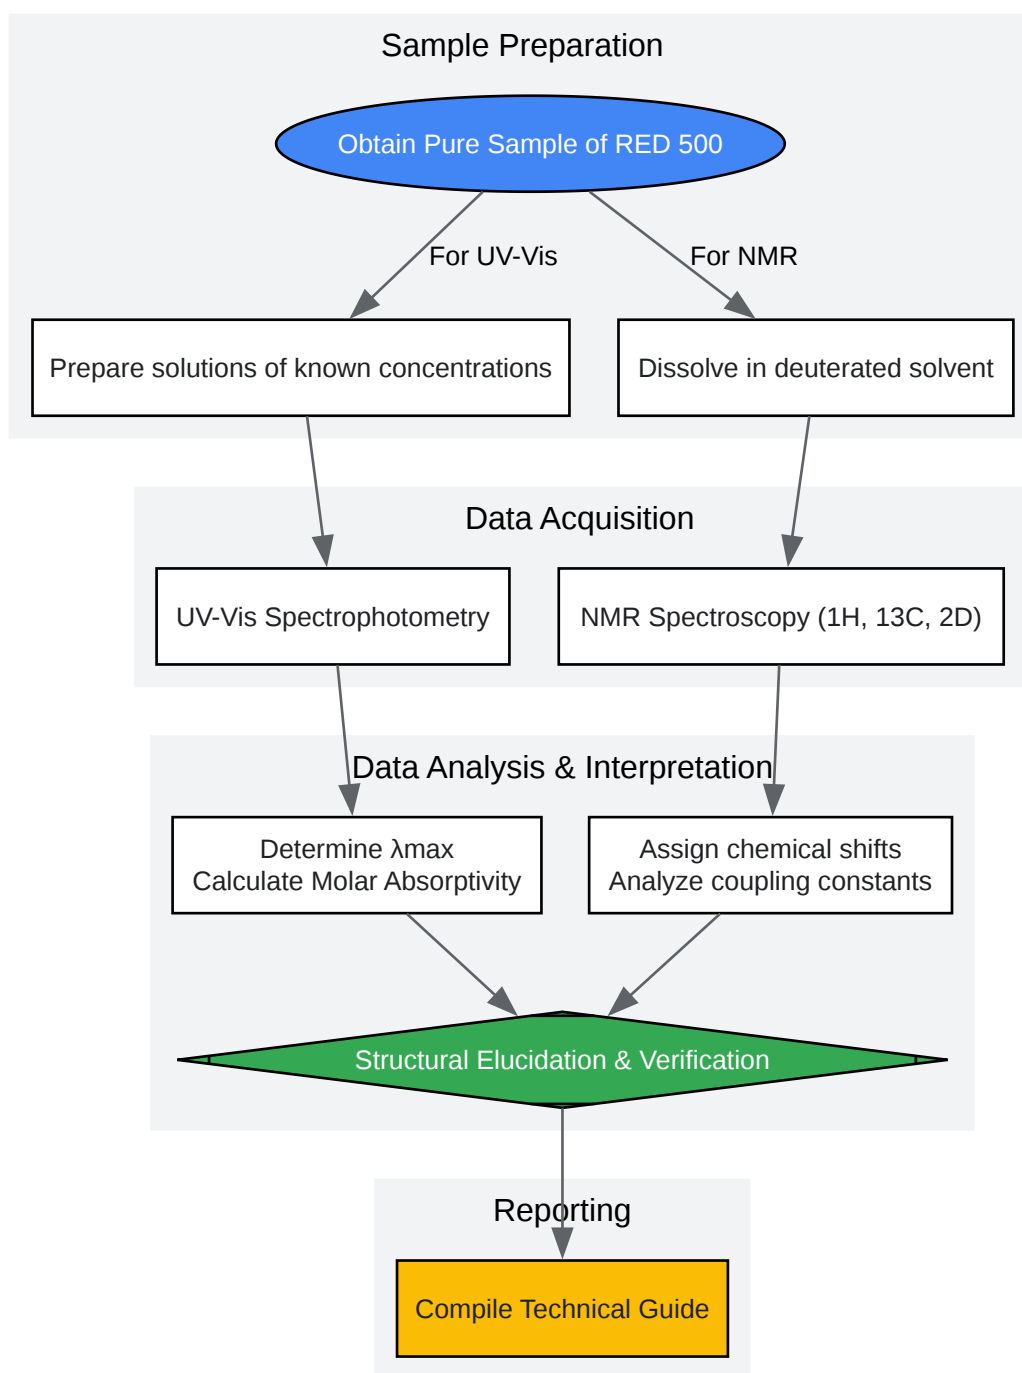 Sample Preparation
Obtain Pure Sample of RED 500
For UV-Vis
For NMR
Prepare solutions of known concentrations
Dissolve in deuterated solvent
Data Acquisition
UV-Vis Spectrophotometry
NMR Spectroscopy (1H, 13C, 2D)
Data Analysis & Interpretation
Determine λmax
Calculate Molar Absorptivity
Assign chemical shifts
Analyze coupling constants
Structural Elucidation & Verification
Reporting
Compile Technical Guide